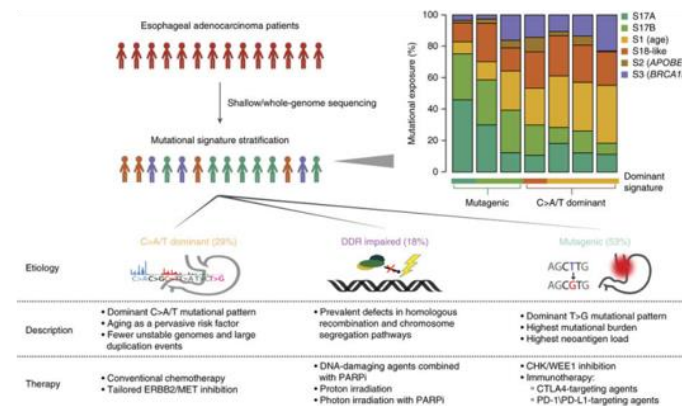 Esophageal adenocarcinoma patients
Shallow/whole-genome sequencing
Mutational signature stratification
Mutational exposure (%)
100
80
60
40
20
0
S17A
S17B
S1 (age)
S18-like
S2 (APOBE
S3 (BRCA1
Dominant
signature
Mutagenic
C>A/T dominant
C>A/T dominant (29%)
DDR impaired (18%)
Mutagenic (53%)
Etiology
AGCTTG
AGCGTG
Description
• Dominant C>A/T mutational pattern
• Aging as a pervasive risk factor
• Fewer unstable genomes and large
duplication events
• Prevalent defects in homologous
recombination and chromosome
segregation pathways
• Dominant T>G mutational pattern
• Highest mutational burden
• Highest neoantigen load
Therapy
• Conventional chemotherapy
• Tailored ERBB2/MET inhibition
• DNA-damaging agents combined
with PARPi
• Proton irradiation
• Photon irradiation with PARPi
• CHK/WEE1 inhibition
• Immunotherapy:
▫ CTLA4-targeting agents
▫ PD-1\PD-L1-targeting agents